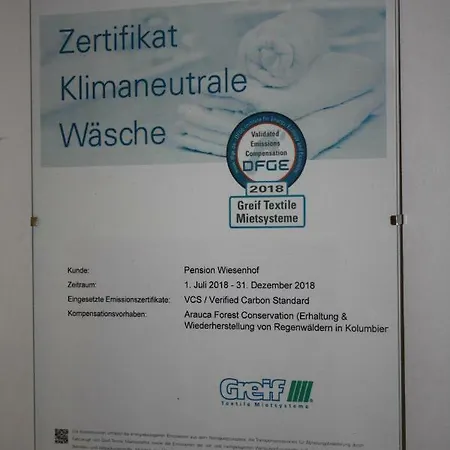 Zertifikat
Klimaneutrale
Wäsche
Validated
Emissions
Compensation
DFGE
2018
Greif Textile
Mietsysteme
Kunde: Pension Wiesenhof
Zeitraum: 1. Juli 2018 - 31. Dezember 2018
Eingesetzte Emissionszertifikate: VCS / Verified Carbon Standard
Kompensationsvorhaben: Arauca Forest Conservation (Erhaltung &
Wiederherstellung von Regenwäldern in Kolumbien
Greif
Textile Mietsysteme